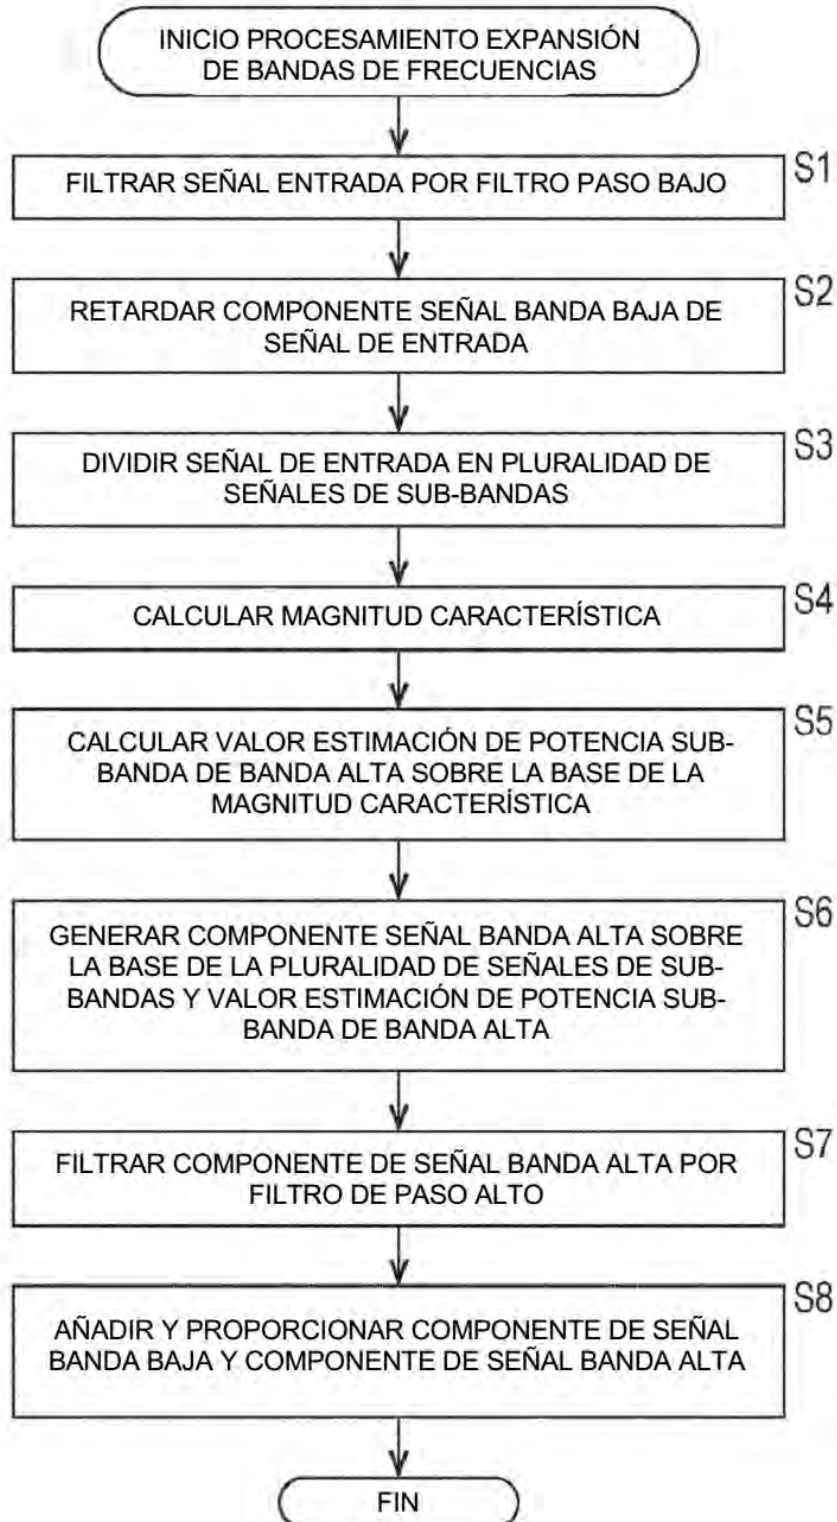 INICIO PROCESAMIENTO EXPANSIÓN
DE BANDAS DE FRECUENCIAS
S1
FILTRAR SEÑAL ENTRADA POR FILTRO PASO BAJO
S2
RETARDAR COMPONENTE SEÑAL BANDA BAJA DE
SEÑAL DE ENTRADA
S3
DIVIDIR SEÑAL DE ENTRADA EN PLURALIDAD DE
SEÑALES DE SUB-BANDAS
S4
CALCULAR MAGNITUD CARACTERÍSTICA
S5
CALCULAR VALOR ESTIMACIÓN DE POTENCIA SUB-
BANDA DE BANDA ALTA SOBRE LA BASE DE LA
MAGNITUD CARACTERÍSTICA
S6
GENERAR COMPONENTE SEÑAL BANDA ALTA SOBRE
LA BASE DE LA PLURALIDAD DE SEÑALES DE SUB-
BANDAS Y VALOR ESTIMACIÓN DE POTENCIA SUB-
BANDA DE BANDA ALTA
S7
FILTRAR COMPONENTE DE SEÑAL BANDA ALTA POR
FILTRO DE PASO ALTO
S8
AÑADIR Y PROPORCIONAR COMPONENTE DE SEÑAL
BANDA BAJA Y COMPONENTE DE SEÑAL BANDA ALTA
FIN